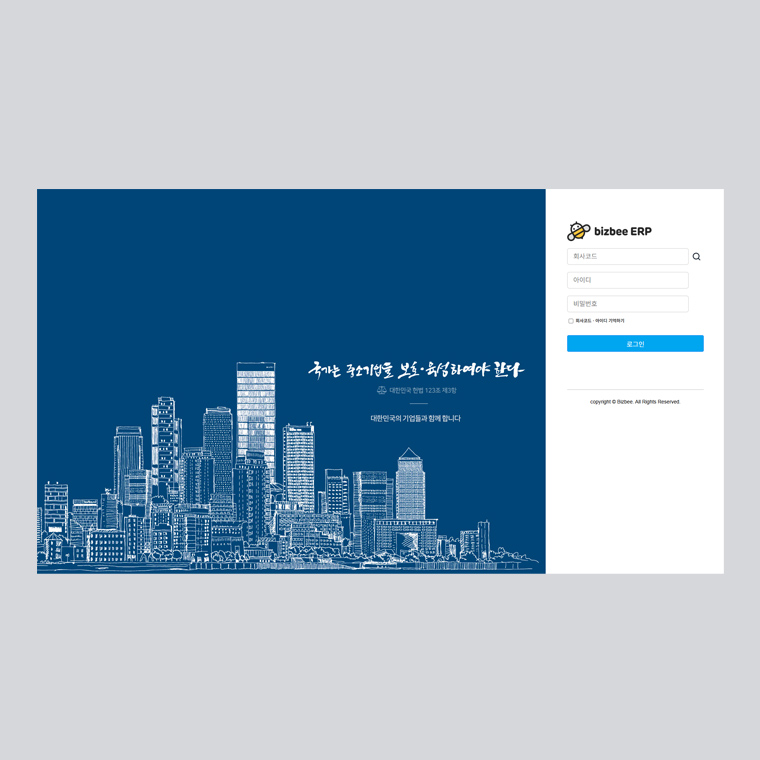 국가는 중소기업을 보호·육성하여야 한다
대한민국 헌법 123조 제3항
대한민국의 기업들과 함께 합니다
bizbee ERP
회사코드
아이디
비밀번호
회사코드 · 아이디 기억하기
로그인
copyright © Bizbee. All Rights Reserved.